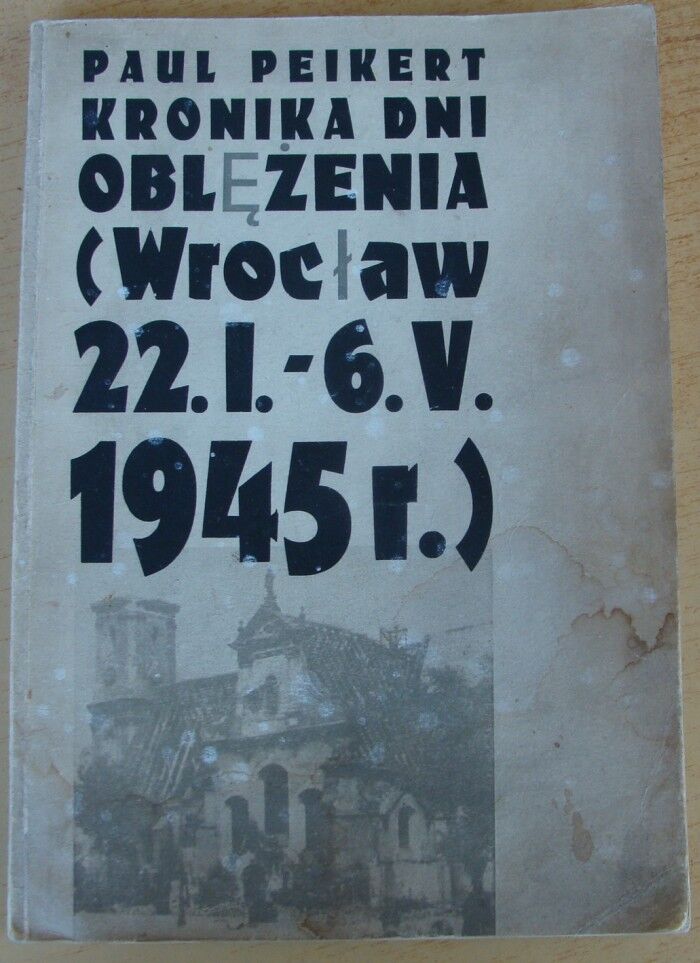 PAUL PEIKERT
KRONIKA DNI
OBLĘŻENIA
(Wrocław
22.I.-6.V.
1945 r.)